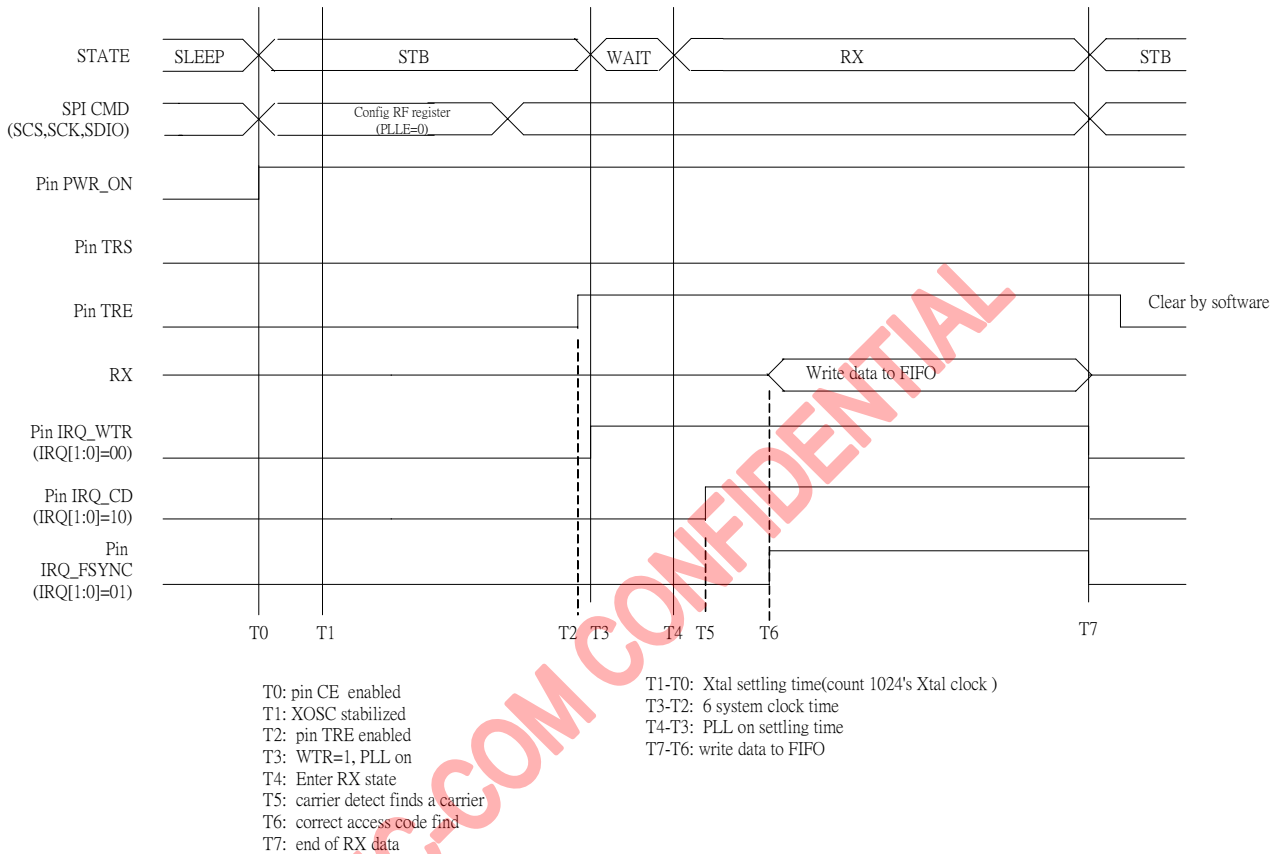 STATE SLEEP STB WAIT RX STB
SPI CMD
(SCS,SCK,SDIO)
Config RF register
(PLLE=0)
Pin PWR_ON
Pin TRS
Pin TRE
Clear by software
RX Write data to FIFO
Pin IRQ_WTR
(IRQ[1:0]=00)
Pin IRQ_CD
(IRQ[1:0]=10)
Pin
IRQ_FSYNC
(IRQ[1:0]=01)
T0 T1 T2 T3 T4 T5 T6 T7
T0: pin CE enabled
T1: XOSC stabilized
T2: pin TRE enabled
T3: WTR=1, PLL on
T4: Enter RX state
T5: carrier detect finds a carrier
T6: correct access code find
T7: end of RX data
T1-T0: Xtal settling time(count 1024's Xtal clock )
T3-T2: 6 system clock time
T4-T3: PLL on settling time
T7-T6: write data to FIFO
C-COM CONFIDENTIAL